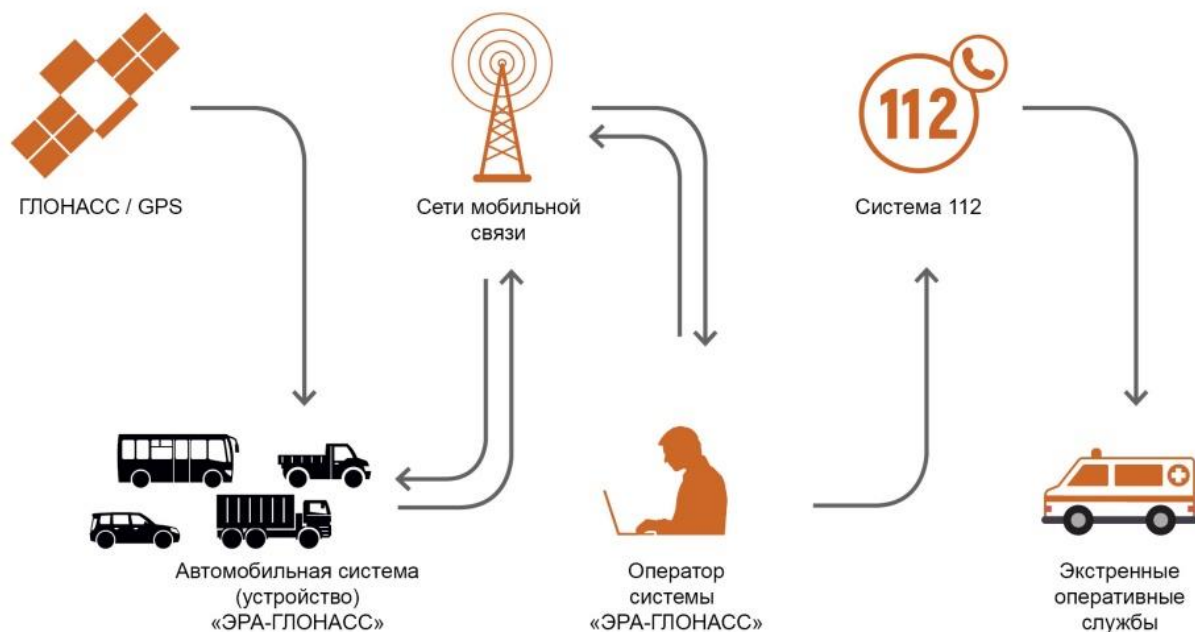 ГЛОНАСС / GPS
Сети мобильной
связи
112
Система 112
Автомобильная система
(устройство)
«ЭРА-ГЛОНАСС»
Оператор
системы
«ЭРА-ГЛОНАСС»
Экстренные
оперативные
службы